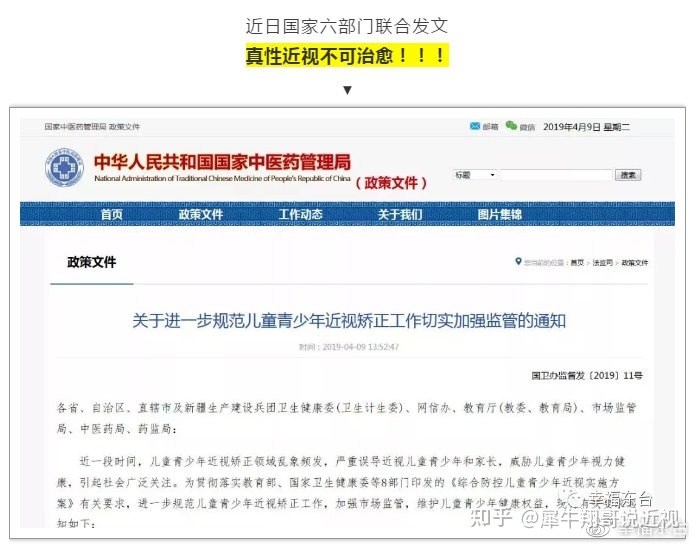 近日国家六部门联合发文
真性近视不可治愈！！！
▼
国家中医药管理局 政策文件
邮箱 微信 2019年4月9日 星期二
中华人民共和国国家中医药管理局
National Administration of Traditional Chinese Medicine of People's Republic of China
（政策文件）
标题 搜索
首页 政策文件 工作动态 关于我们 图片集锦
政策文件
您当前的位置：首页 > 法监司 > 政策文件
关于进一步规范儿童青少年近视矫正工作切实加强监管的通知
时间：2019-04-09 13:52:47
国卫办监督发〔2019〕11号
各省、自治区、直辖市及新疆生产建设兵团卫生健康委(卫生计生委)、网信办、教育厅(教委、教育局)、市场监管
局、中医药局、药监局：
近一段时间，儿童青少年近视矫正领域乱象频发，严重误导近视儿童青少年和家长，威胁儿童青少年视力健
康，引起社会广泛关注。为贯彻落实教育部、国家卫生健康委等8部门印发的《综合防控儿童青少年近视实施方
案》有关要求，进一步规范儿童青少年近视矫正工作，加强市场监管，维护儿童青少年健康权益，现
知如下：
幸福东台
知乎 @犀牛翔哥说近视
幸福东台